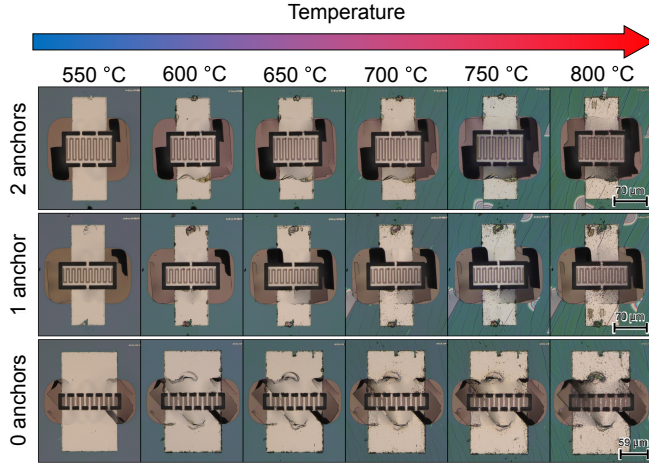 Temperature
550 °C 600 °C 650 °C 700 °C 750 °C 800 °C
2 anchors
70 µm
1 anchor
70 µm
0 anchors
59 µm